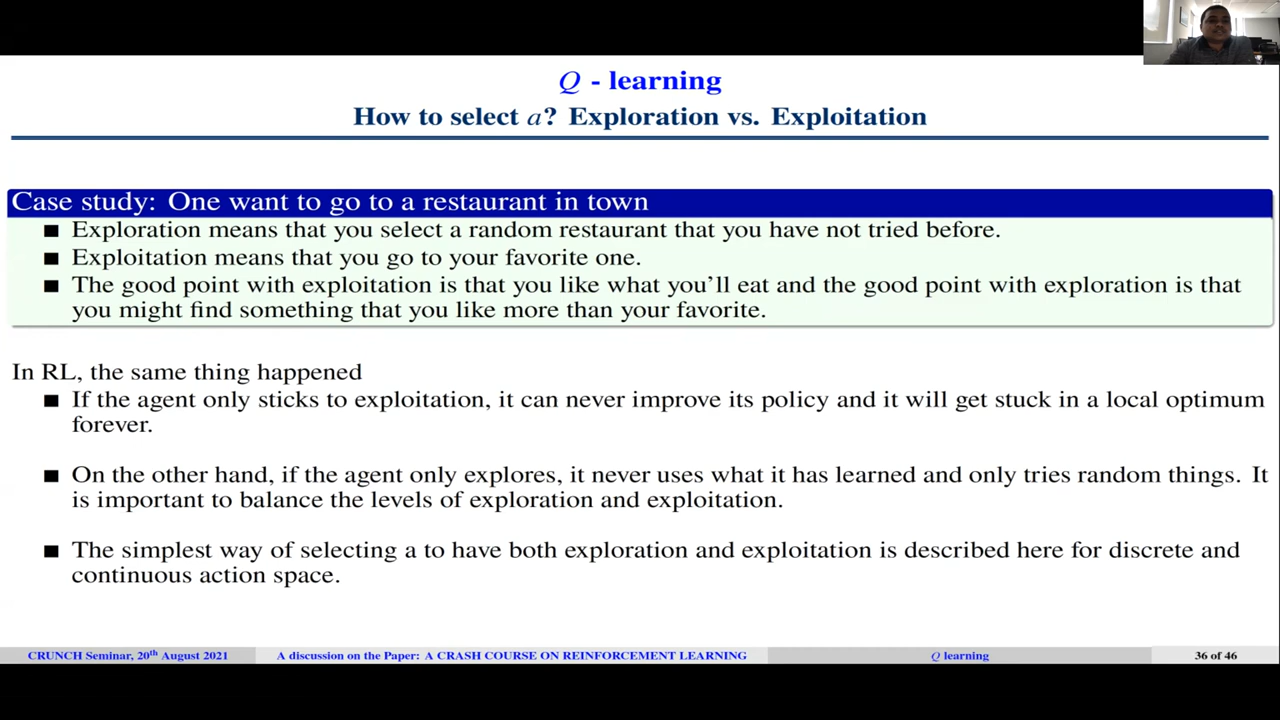 Q - learning
How to select a? Exploration vs. Exploitation
Case study: One want to go to a restaurant in town
■ Exploration means that you select a random restaurant that you have not tried before.
■ Exploitation means that you go to your favorite one.
■ The good point with exploitation is that you like what you'll eat and the good point with exploration is that
you might find something that you like more than your favorite.
In RL, the same thing happened
■ If the agent only sticks to exploitation, it can never improve its policy and it will get stuck in a local optimum
forever.
■ On the other hand, if the agent only explores, it never uses what it has learned and only tries random things. It
is important to balance the levels of exploration and exploitation.
■ The simplest way of selecting a to have both exploration and exploitation is described here for discrete and
continuous action space.
CRUNCH Seminar, 20th August 2021 A discussion on the Paper: A CRASH COURSE ON REINFORCEMENT LEARNING Q learning 36 of 46